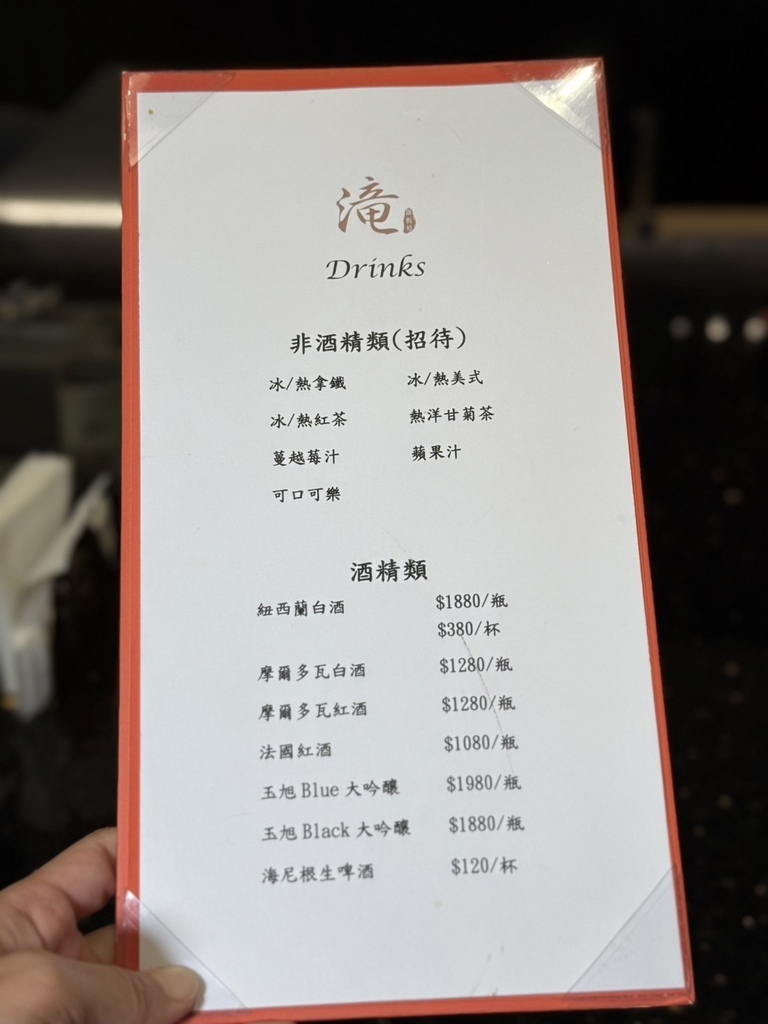 滝
Drinks
非酒精類(招待)
冰/熱拿鐵 冰/熱美式
冰/熱紅茶 熱洋甘菊茶
蔓越莓汁 蘋果汁
可口可樂
酒精類
紐西蘭白酒 $1880/瓶
$380/杯
摩爾多瓦白酒 $1280/瓶
摩爾多瓦紅酒 $1280/瓶
法國紅酒 $1080/瓶
玉旭 Blue 大吟釀 $1980/瓶
玉旭 Black 大吟釀 $1880/瓶
海尼根生啤酒 $120/杯